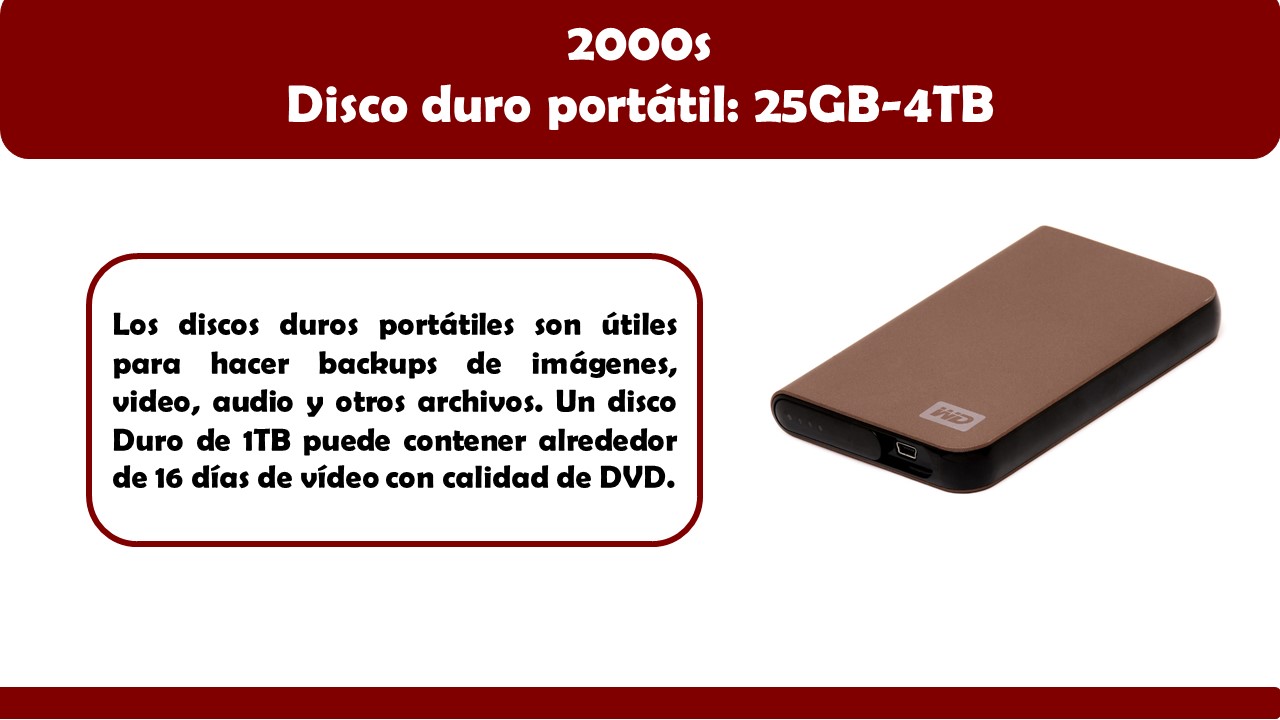 2000s
Disco duro portátil: 25GB-4TB
Los discos duros portátiles son útiles
para hacer backups de imágenes,
video, audio y otros archivos. Un disco
Duro de 1TB puede contener alrededor
de 16 días de vídeo con calidad de DVD.
WD